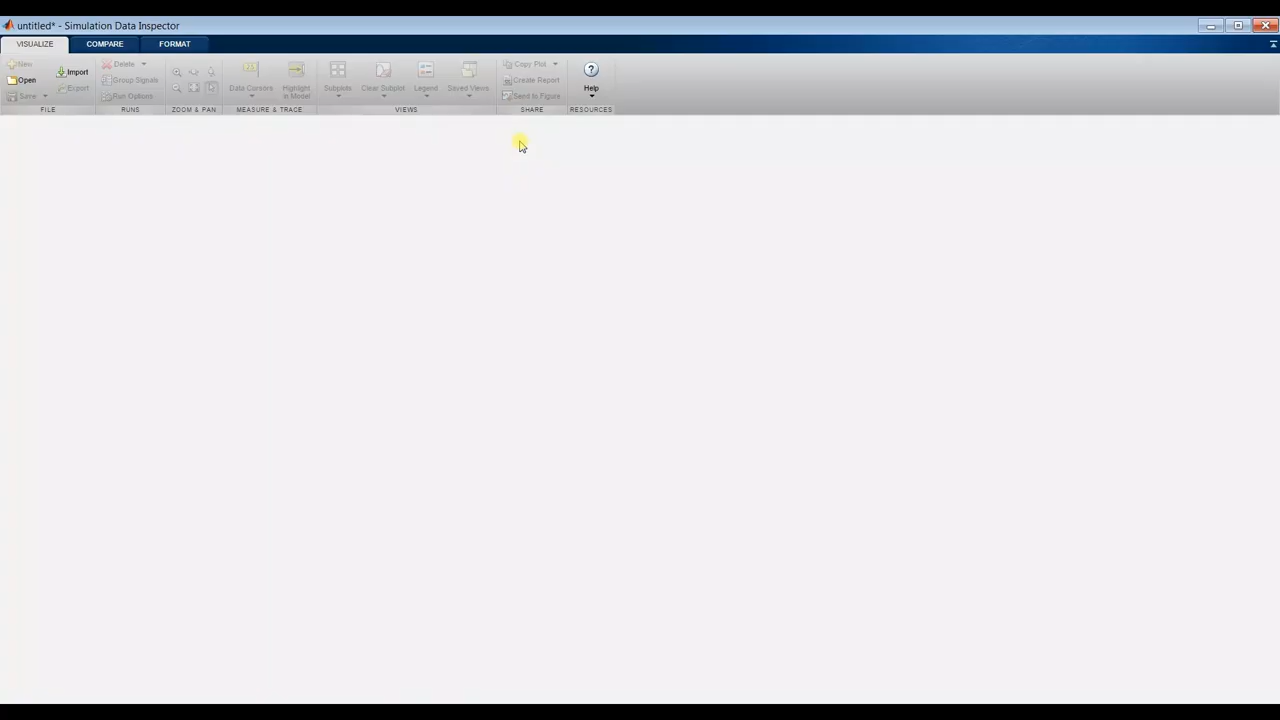 untitled* - Simulation Data Inspector
VISUALIZE COMPARE FORMAT
New
Open
Save
Import
Export
FILE
Delete
Group Signals
Run Options
RUNS
ZOOM & PAN
Data Cursors
Highlight
in Model
MEASURE & TRACE
Subplots
Clear Subplot
Legend
Saved Views
VIEWS
Copy Plot
Create Report
Send to Figure
SHARE
Help
RESOURCES